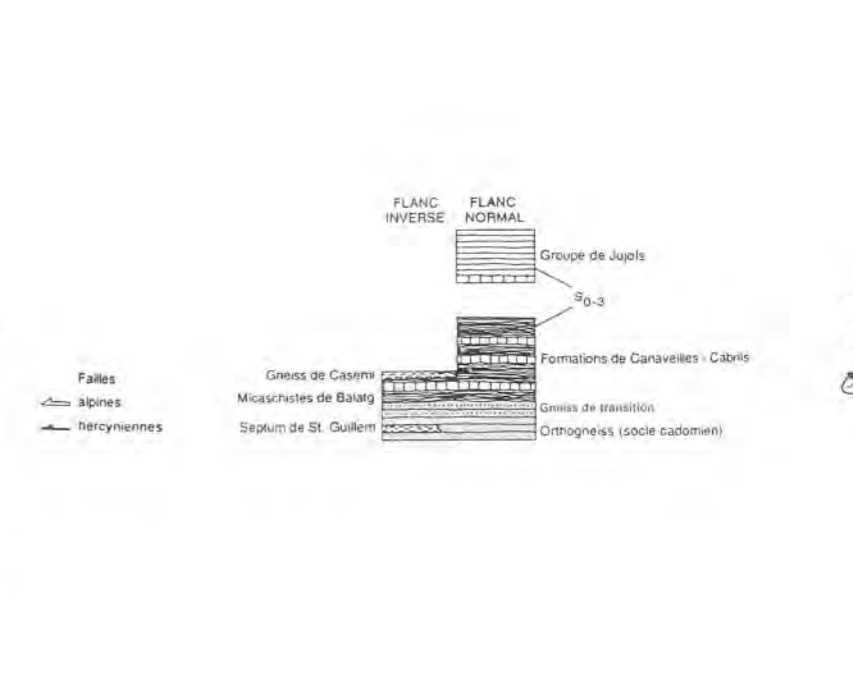 FLANC
INVERSE
FLANC
NORMAL
Groupe de Jujols
S0-3
Formations de Canaveilles - Cabrils
Gneiss de Casemi
Micaschistes de Balatg
Gneiss de transition
Septum de St. Guillem
Orthogneiss (socle cadomien)
Failles
alpines
hercyniennes